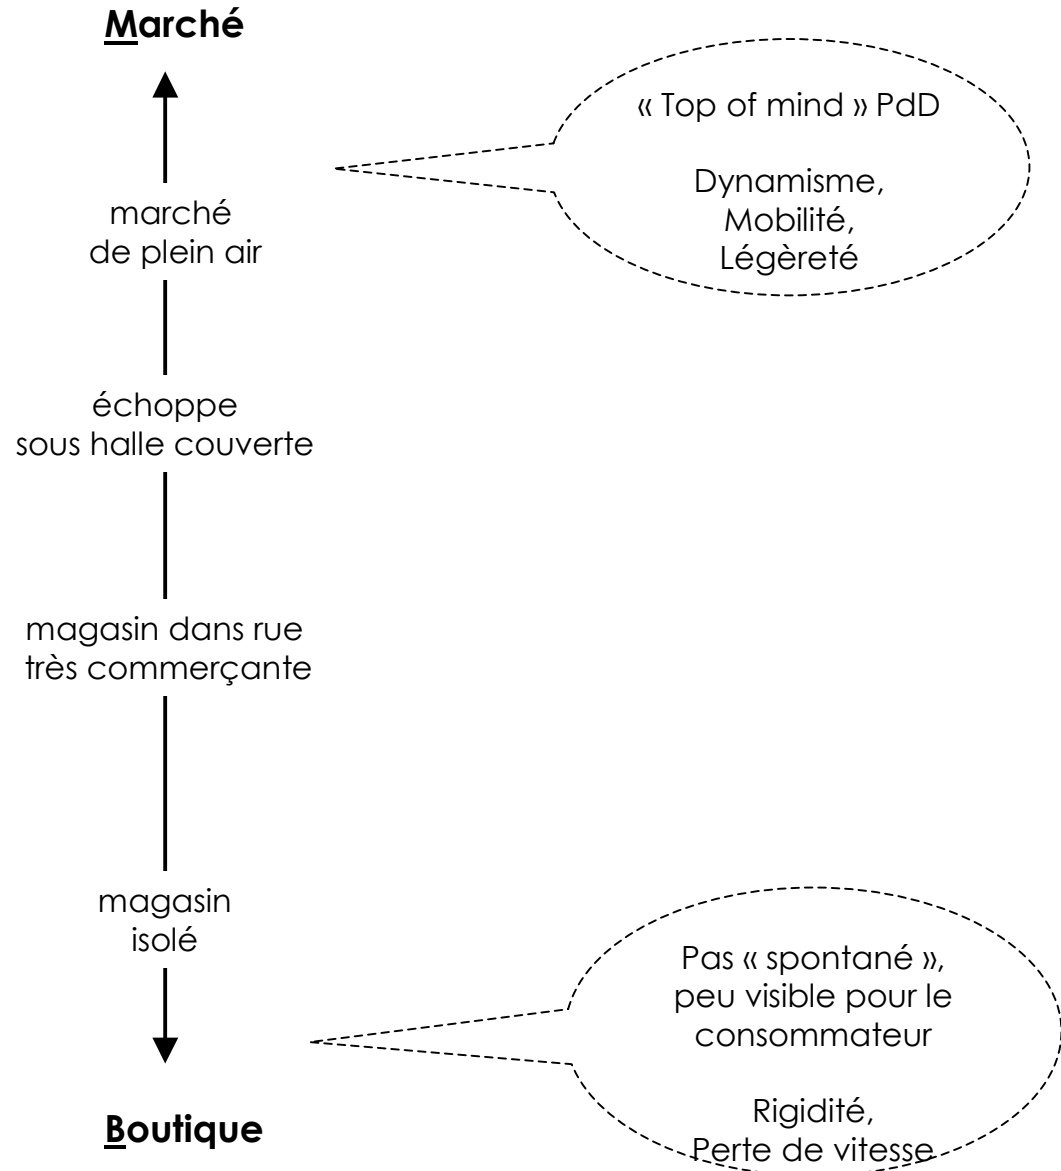 Marché
« Top of mind » PdD
Dynamisme,
Mobilité,
Légèreté
marché
de plein air
échoppe
sous halle couverte
magasin dans rue
très commerçante
magasin
isolé
Pas « spontané »,
peu visible pour le
consommateur
Rigidité,
Perte de vitesse
Boutique